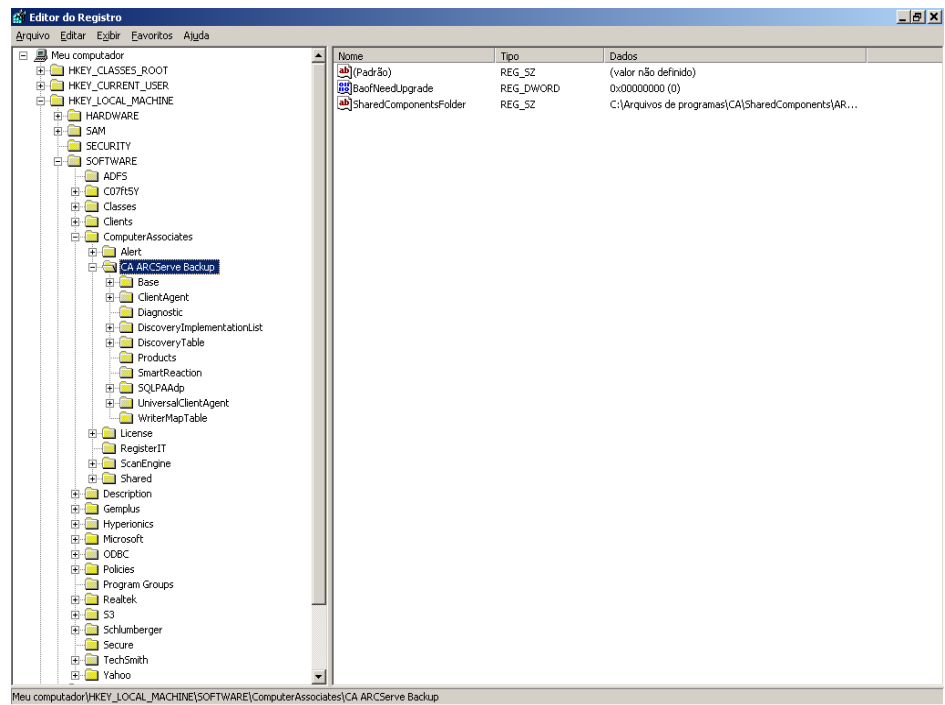 Editor do Registro
Arquivo Editar Exibir Favoritos Ajuda
Meu computador
HKEY_CLASSES_ROOT
HKEY_CURRENT_USER
HKEY_LOCAL_MACHINE
HARDWARE
SAM
SECURITY
SOFTWARE
ADFS
C07ft5Y
Classes
Clients
ComputerAssociates
Alert
CA ARCServe Backup
Base
ClientAgent
Diagnostic
DiscoveryImplementationList
DiscoveryTable
Products
SmartReaction
SQLPAAdp
UniversalClientAgent
WriterMapTable
License
RegisterIT
ScanEngine
Shared
Description
Gemplus
Hyperionics
Microsoft
ODBC
Policies
Program Groups
Realtek
S3
Schlumberger
Secure
TechSmith
Yahoo
Nome Tipo Dados
(Padrão) REG_SZ (valor não definido)
BaofNeedUpgrade REG_DWORD 0x00000000 (0)
SharedComponentsFolder REG_SZ C:\Arquivos de programas\CA\SharedComponents\AR...
Meu computador\HKEY_LOCAL_MACHINE\SOFTWARE\ComputerAssociates\CA ARCServe Backup